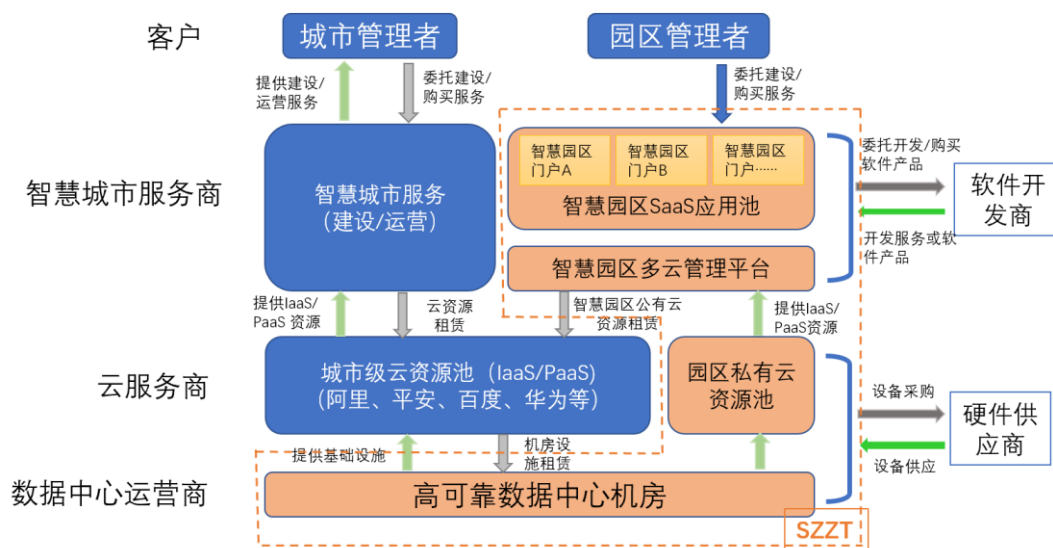 客户
城市管理者
园区管理者
提供建设/
运营服务
委托建设/
购买服务
委托建设/
购买服务
智慧城市服务商
智慧城市服务
（建设/运营）
智慧园区
门户A
智慧园区
门户B
智慧园区
门户……
智慧园区SaaS应用池
智慧园区多云管理平台
委托开发/购买
软件产品
开发服务或软
件产品
软件开
发商
提供IaaS/
PaaS 资源
云资源
租赁
智慧园区公有云
资源租赁
提供IaaS/
PaaS资源
云服务商
城市级云资源池（IaaS/PaaS)
(阿里、平安、百度、华为等）
园区私有云
资源池
设备采购
设备供应
硬件供
应商
提供基础设施
机房设
施租赁
数据中心运营商
高可靠数据中心机房
SZZT